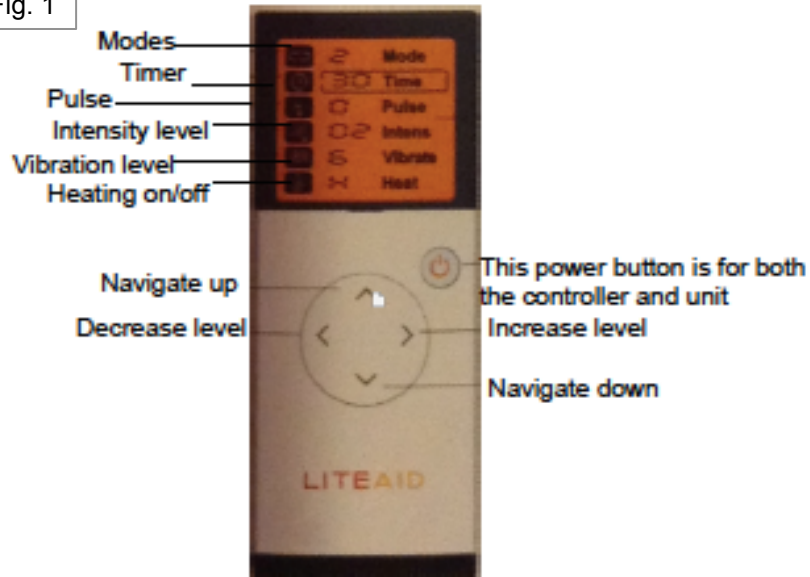 Fig. 1
Modes
Timer
Pulse
Intensity level
Vibration level
Heating on/off
2 Mode
30 Time
0 Pulse
02 Intens
6 Vibrate
Heat
Navigate up
Decrease level
This power button is for both
the controller and unit
Increase level
Navigate down
LITEAID